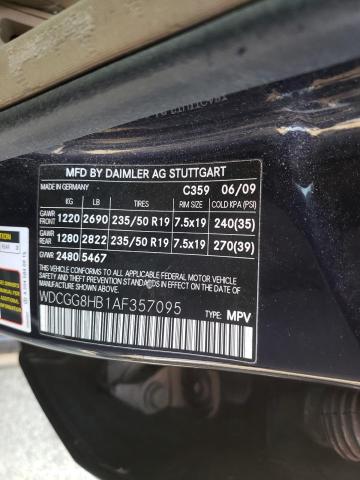 MFD BY DAIMLER AG STUTTGART
MADE IN GERMANY C359 06/09
KG LB TIRES RIM SIZE COLD KPA (PSI)
GAWR FRONT 1220 2690 235/50 R19 7.5x19 240(35)
GAWR REAR 1280 2822 235/50 R19 7.5x19 270(39)
GVWR 2480 5467
THIS VEHICLE CONFORMS TO ALL APPLICABLE FEDERAL MOTOR VEHICLE
SAFETY BUMPER AND THEFT PREVENTION STANDARDS IN EFFECT ON THE DATE OF
MANUFACTURE SHOWN ABOVE.
WDCGG8HB1AF357095
TYPE: MPV